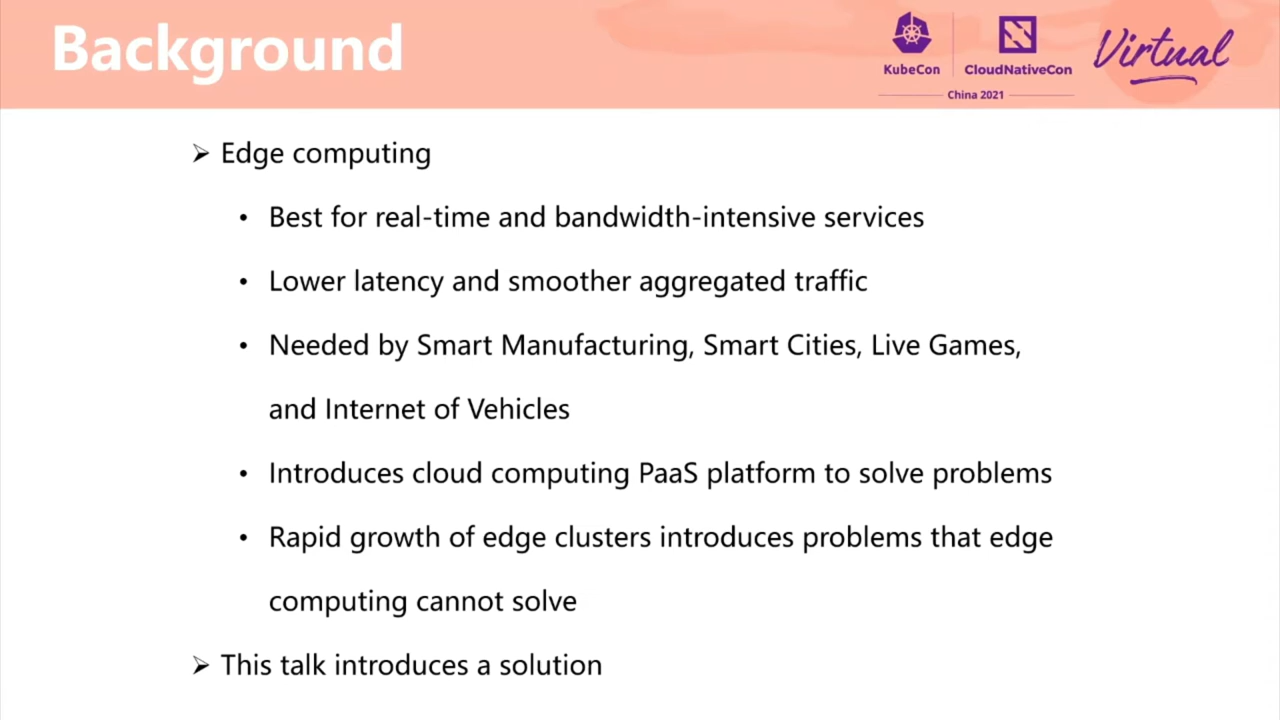 Background
KubeCon
CloudNativeCon
China 2021
Virtual
➢ Edge computing
• Best for real-time and bandwidth-intensive services
• Lower latency and smoother aggregated traffic
• Needed by Smart Manufacturing, Smart Cities, Live Games,
and Internet of Vehicles
• Introduces cloud computing PaaS platform to solve problems
• Rapid growth of edge clusters introduces problems that edge
computing cannot solve
➢ This talk introduces a solution